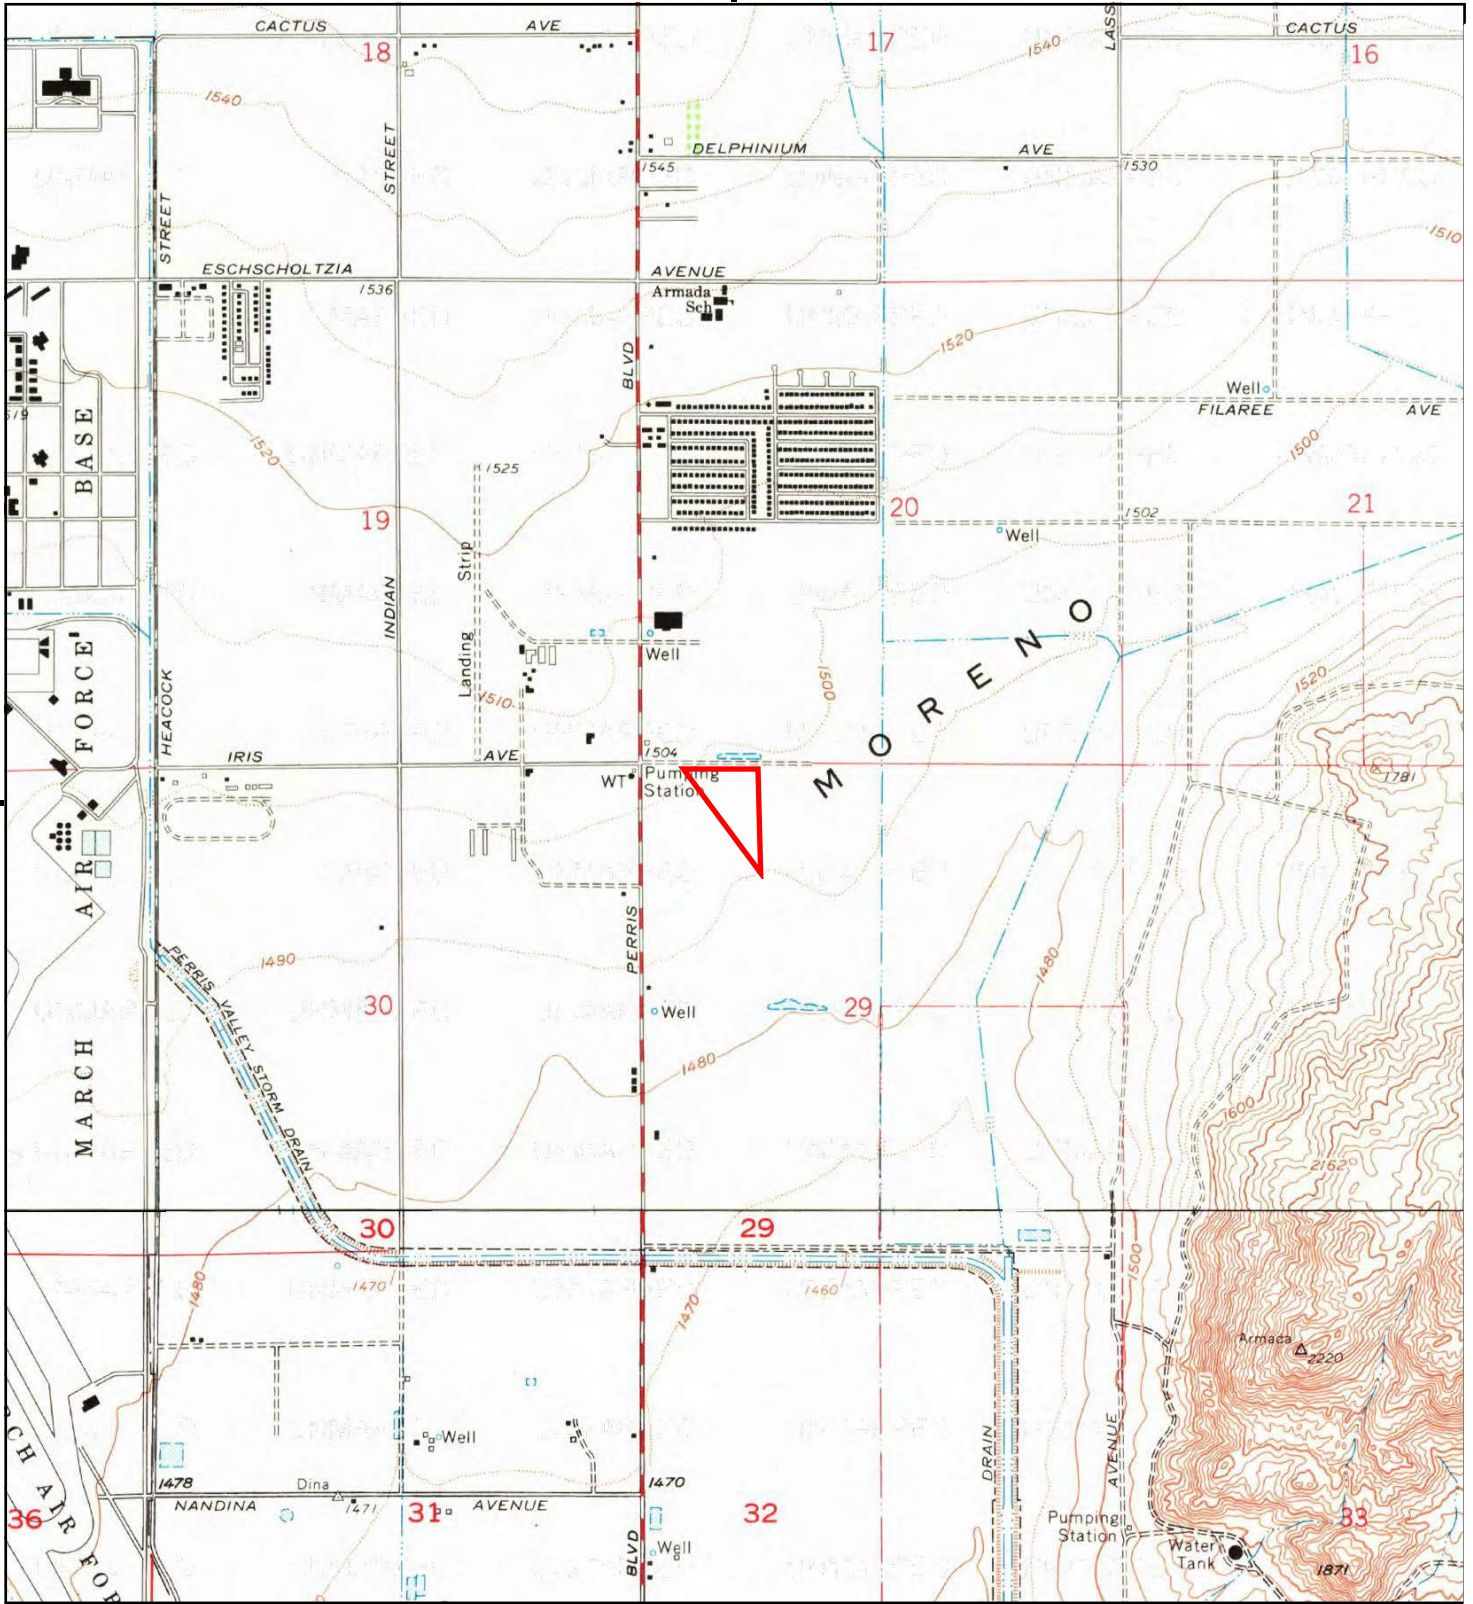 CACTUS AVE
LASS
CACTUS
18
17
16
1540
1540
STREET
DELPHINIUM AVE
1545
1530
STREET
1510
ESCHSCHOLTZIA AVENUE
1536
Armada
Sch
1520
BLVD
Well
FILAREE AVE
BASE
1520
1525
1500
19
20
21
1502
Well
Landing Strip
INDIAN
FORCE
HEACOCK
Well
MORENO
1500
1520
1510
IRIS AVE
1504
WT
Pumping
Station
1781
AIR
PERRIS
1490
1480
PERRIS VALLEY STORM DRAIN
30
Well
29
1480
MARCH
1600
2162
30
29
1480
1470
1470
1460
1500
Armada
2220
1700
RCH AIR FOR
Well
DRAIN
AVENUE
1478
Dina
1471
1470
NANDINA AVENUE
36
31
32
33
BLVD
Well
Pumping
Station
Water
Tank
1871